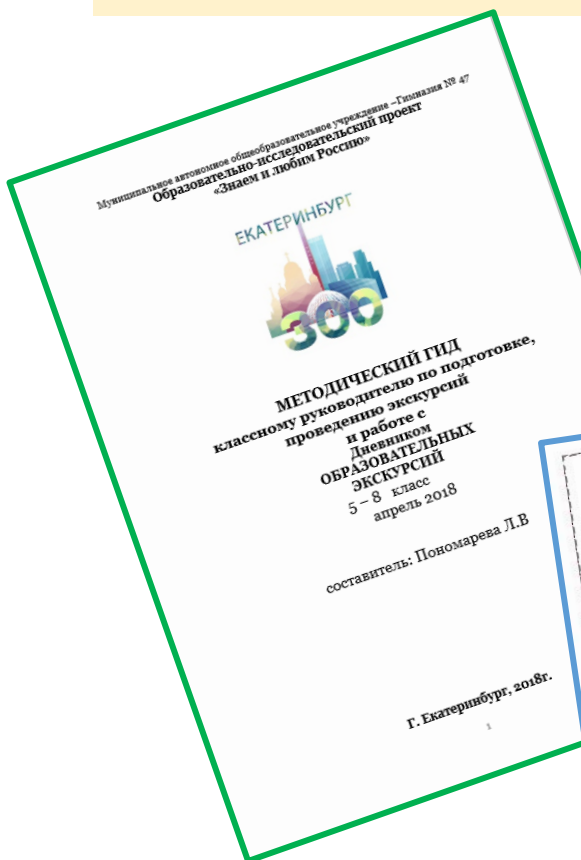 Муниципальное автономное общеобразовательное учреждение –Гимназия № 47
Образовательно-исследовательский проект
«Знаем и любим Россию»
ЕКАТЕРИНБУРГ
300
МЕТОДИЧЕСКИЙ ГИД
классному руководителю по подготовке,
проведению экскурсий
и работе с
Дневником
ОБРАЗОВАТЕЛЬНЫХ
ЭКСКУРСИЙ
5 – 8 класс
апрель 2018
составитель: Пономарева Л.В
Г. Екатеринбург, 2018г.
1